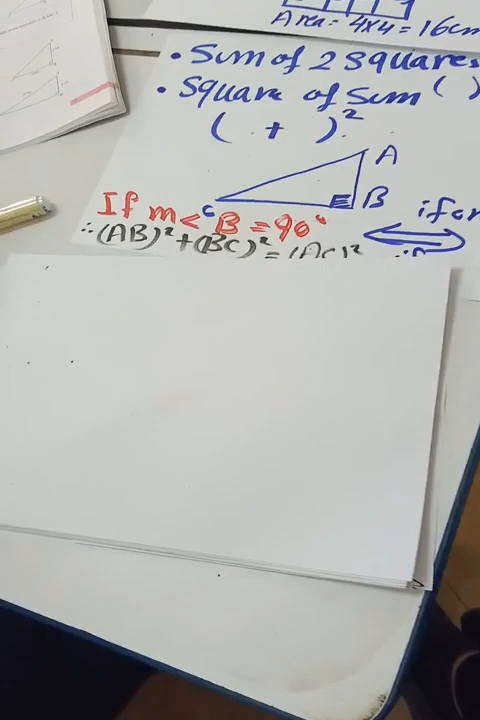 Area = 4x4 = 16cm
• Sum of 2 squares
• Square of Sum ( )
( + )²
A
C
B
If m< B = 90°
∴(AB)²+(BC)² = (AC)²